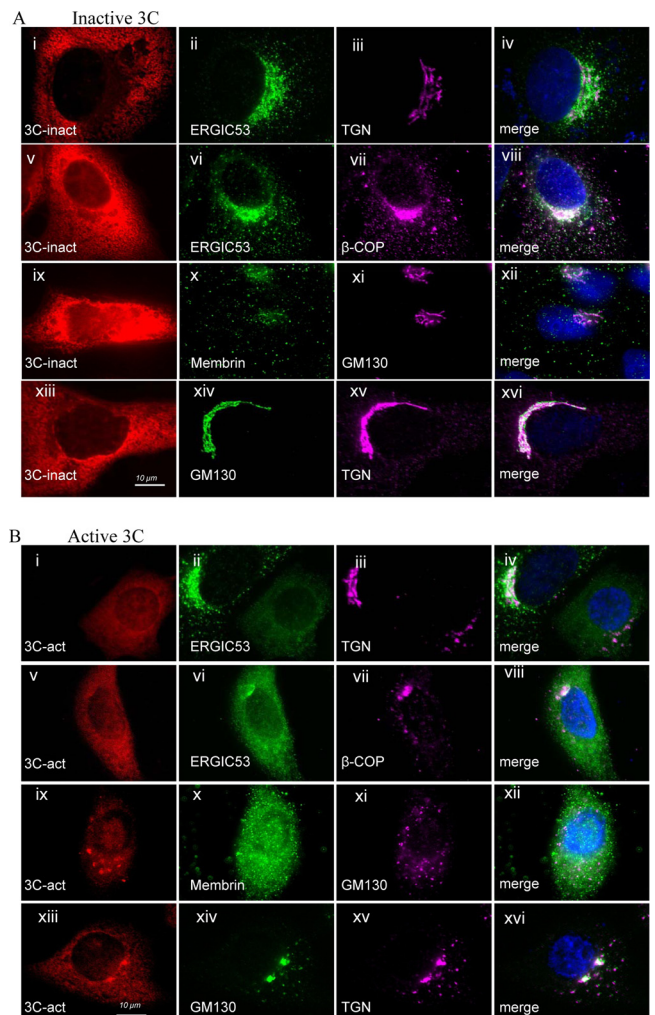 A Inactive 3C
i ii iii iv
3C-inact ERGIC53 TGN merge
v vi vii viii
3C-inact ERGIC53 β-COP merge
ix x xi xii
3C-inact Membrin GM130 merge
xiii xiv xv xvi
10 µm
3C-inact GM130 TGN merge
B Active 3C
i ii iii iv
3C-act ERGIC53 TGN merge
v vi vii viii
3C-act ERGIC53 β-COP merge
ix x xi xii
3C-act Membrin GM130 merge
xiii xiv xv xvi
3C-act GM130 TGN merge
10 µm